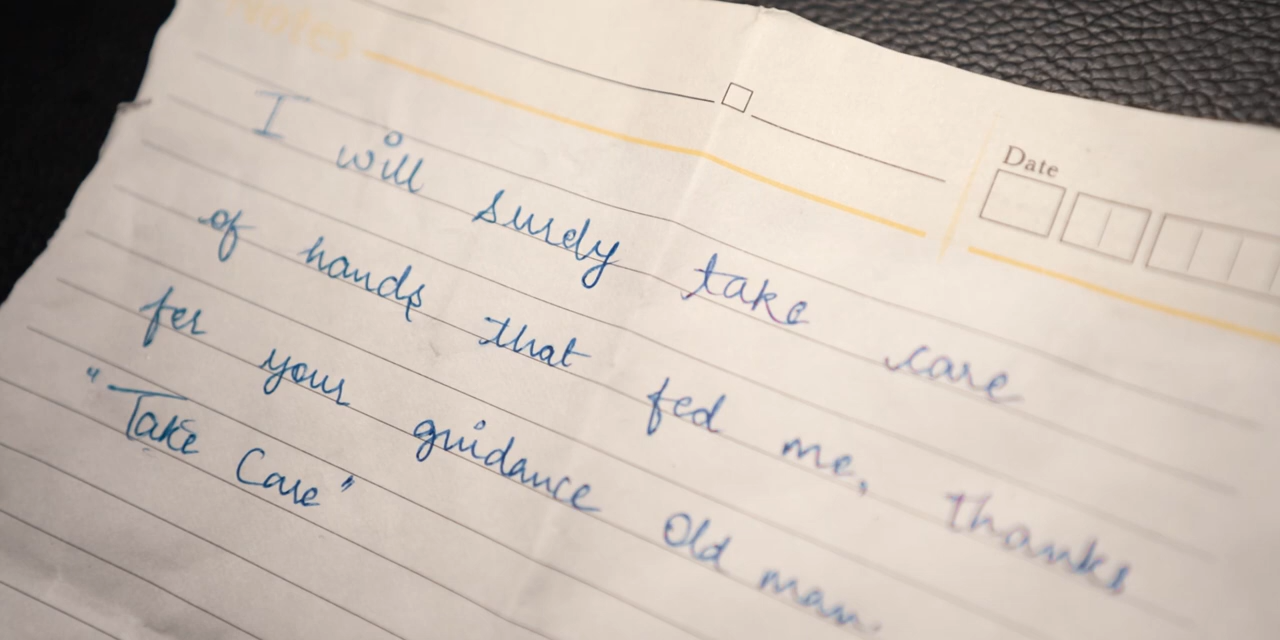 Notes
Date
I will surely take care
of hands that fed me, thanks
for your guidance Old man.
"Take Care"